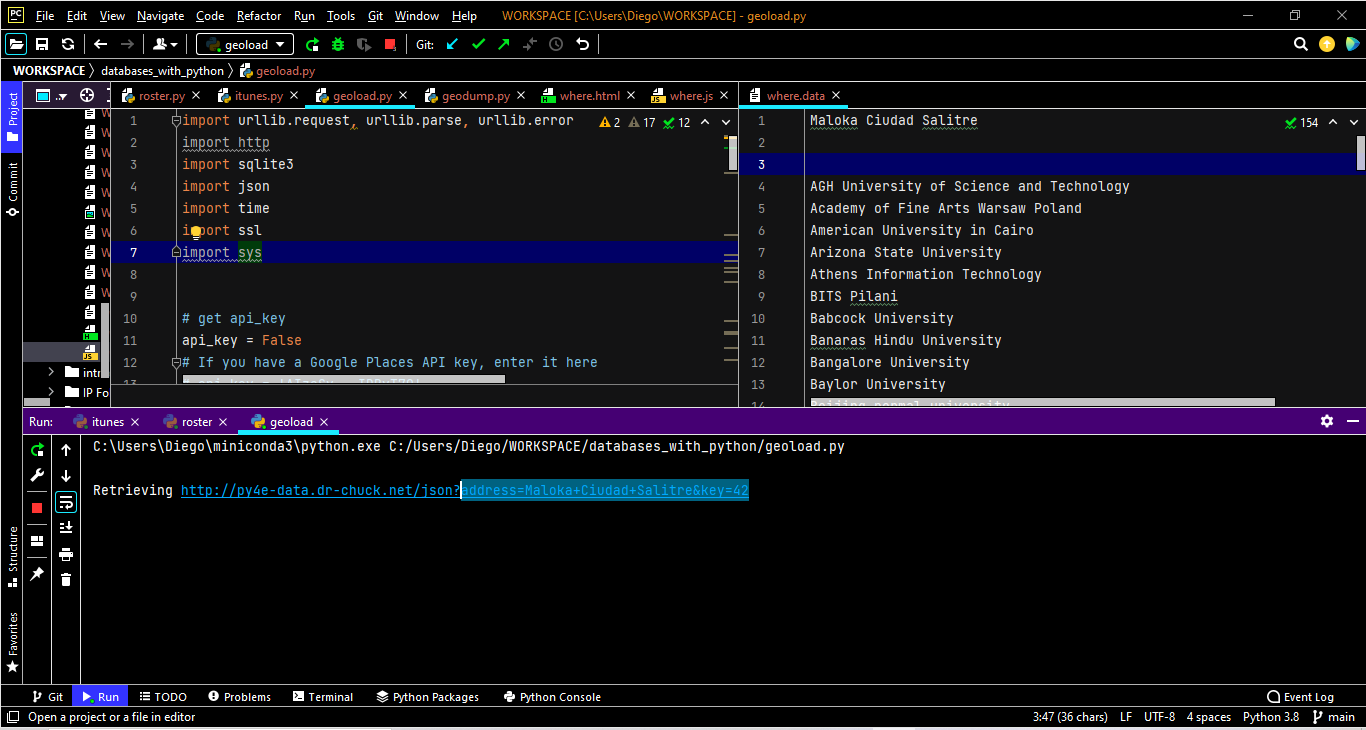 File Edit View Navigate Code Refactor Run Tools Git Window Help WORKSPACE [C:\Users\Diego\WORKSPACE] - geoload.py
geoload Git:
WORKSPACE databases_with_python geoload.py
Project
Commit
Structure
Favorites
intr
IP Fo
roster.py itunes.py geoload.py geodump.py where.html where.js
1 import urllib.request, urllib.parse, urllib.error 2 17 12
2 import http
3 import sqlite3
4 import json
5 import time
6 import ssl
7 import sys
8
9
10 # get api_key
11 api_key = False
12 # If you have a Google Places API key, enter it here
where.data
1 Maloka Ciudad Salitre 154
2
3
4 AGH University of Science and Technology
5 Academy of Fine Arts Warsaw Poland
6 American University in Cairo
7 Arizona State University
8 Athens Information Technology
9 BITS Pilani
10 Babcock University
11 Banaras Hindu University
12 Bangalore University
13 Baylor University
14 Beijing normal university
Run: itunes roster geoload
C:\Users\Diego\miniconda3\python.exe C:/Users/Diego/WORKSPACE/databases_with_python/geoload.py
Retrieving http://py4e-data.dr-chuck.net/json?address=Maloka+Ciudad+Salitre&key=42
Git Run TODO Problems Terminal Python Packages Python Console Event Log
Open a project or a file in editor 3:47 (36 chars) LF UTF-8 4 spaces Python 3.8 main